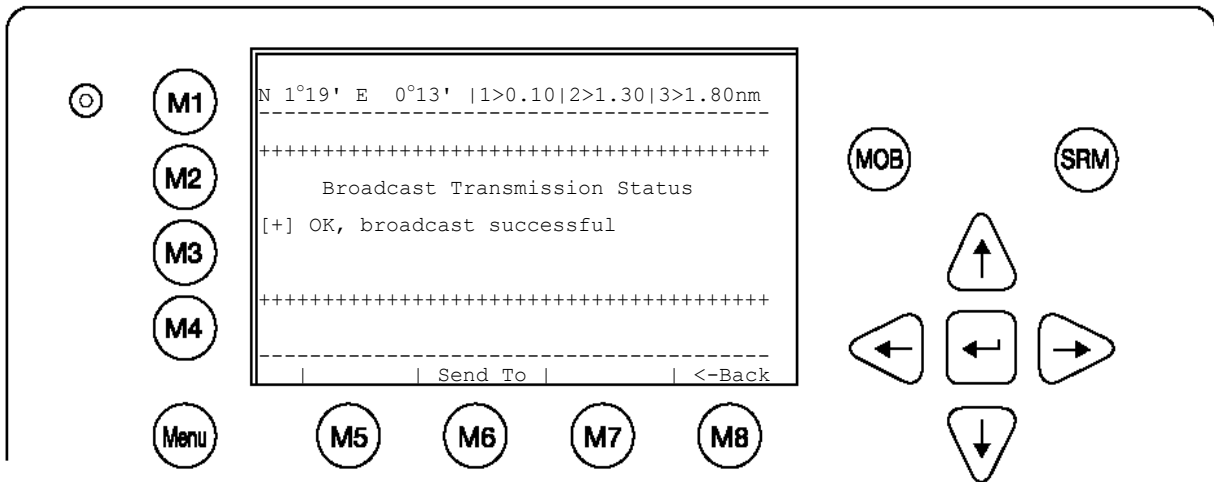 M1
N 1°19' E 0°13' |1>0.10|2>1.30|3>1.80nm
----------------------------------------
++++++++++++++++++++++++++++++++++++++++
M2
MOB
SRM
Broadcast Transmission Status
[+] OK, broadcast successful
M3
++++++++++++++++++++++++++++++++++++++++
M4
----------------------------------------
| | Send To | | <-Back
Menu
M5
M6
M7
M8